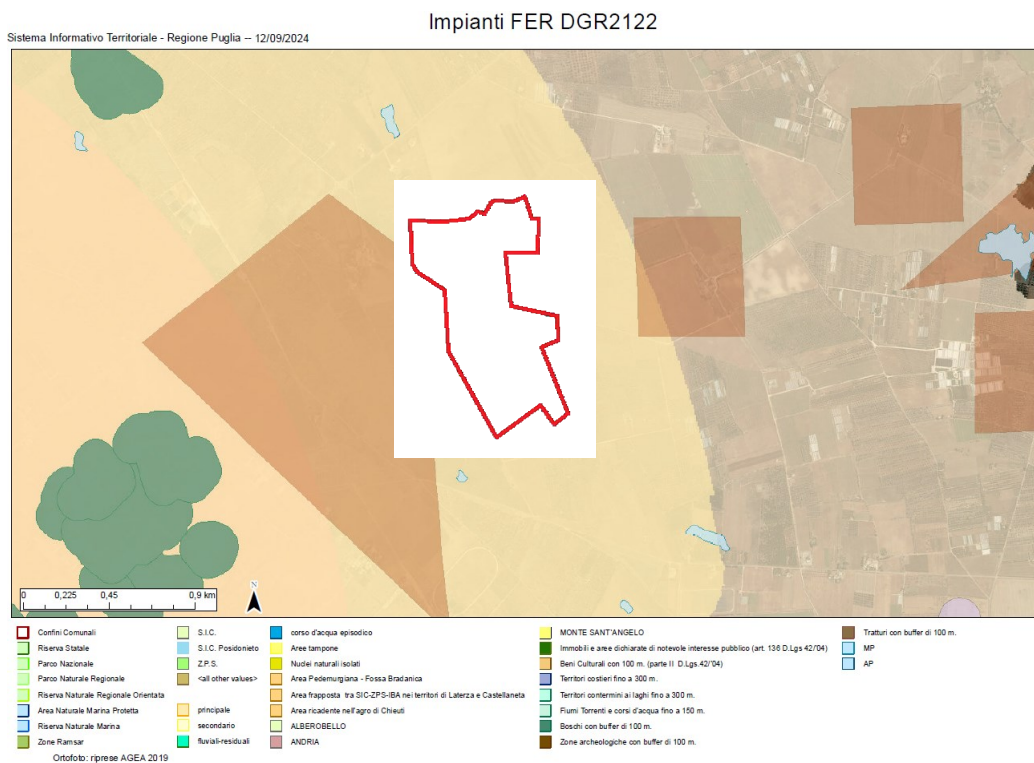 Impianti FER DGR2122
Sistema Informativo Territoriale - Regione Puglia -- 12/09/2024
0 0,225 0,45 0,9 km
N
Confini Comunali
Riserva Statale
Parco Nazionale
Parco Naturale Regionale
Riserva Naturale Regionale Orientata
Area Naturale Marina Protetta
Riserva Naturale Marina
Zone Ramsar
S.I.C.
S.I.C. Posidonieto
Z.P.S.
<all other values>
principale
secondario
fluviali-residuali
corso d'acqua episodico
Aree tampone
Nuclei naturali isolati
Area Pedemurgiana - Fossa Bradanica
Area frapposta tra SIC-ZPS-IBA nei territori di Laterza e Castellaneta
Area ricadente nell'agro di Chieuti
ALBEROBELLO
ANDRIA
MONTE SANT'ANGELO
Immobili e aree dichiarate di notevole interesse pubblico (art. 136 D.Lgs 42/04)
Beni Culturali con 100 m. (parte II D.Lgs.42/'04)
Territori costieri fino a 300 m.
Territori contermini ai laghi fino a 300 m.
Fiumi Torrenti e corsi d'acqua fino a 150 m.
Boschi con buffer di 100 m.
Zone archeologiche con buffer di 100 m.
Tratturi con buffer di 100 m.
MP
AP
Ortofoto: riprese AGEA 2019